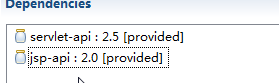 Dependencies
servlet-api : 2.5 [provided]
jsp-api : 2.0 [provided]